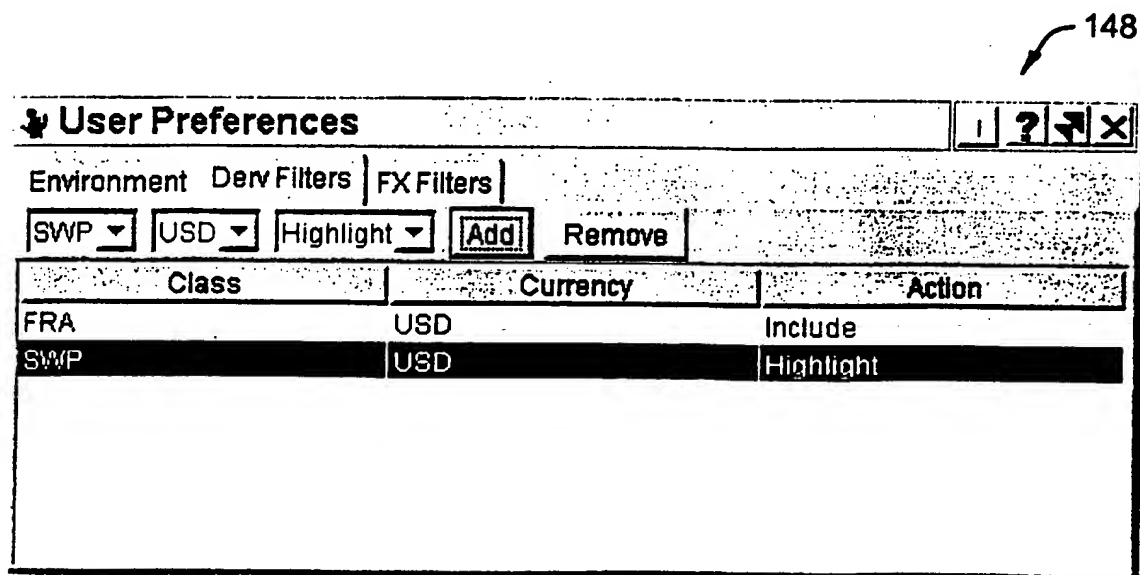 148
User Preferences
Environment Derv Filters FX Filters
SWP USD Highlight Add Remove
Class Currency Action
FRA USD Include
SWP USD Highlight